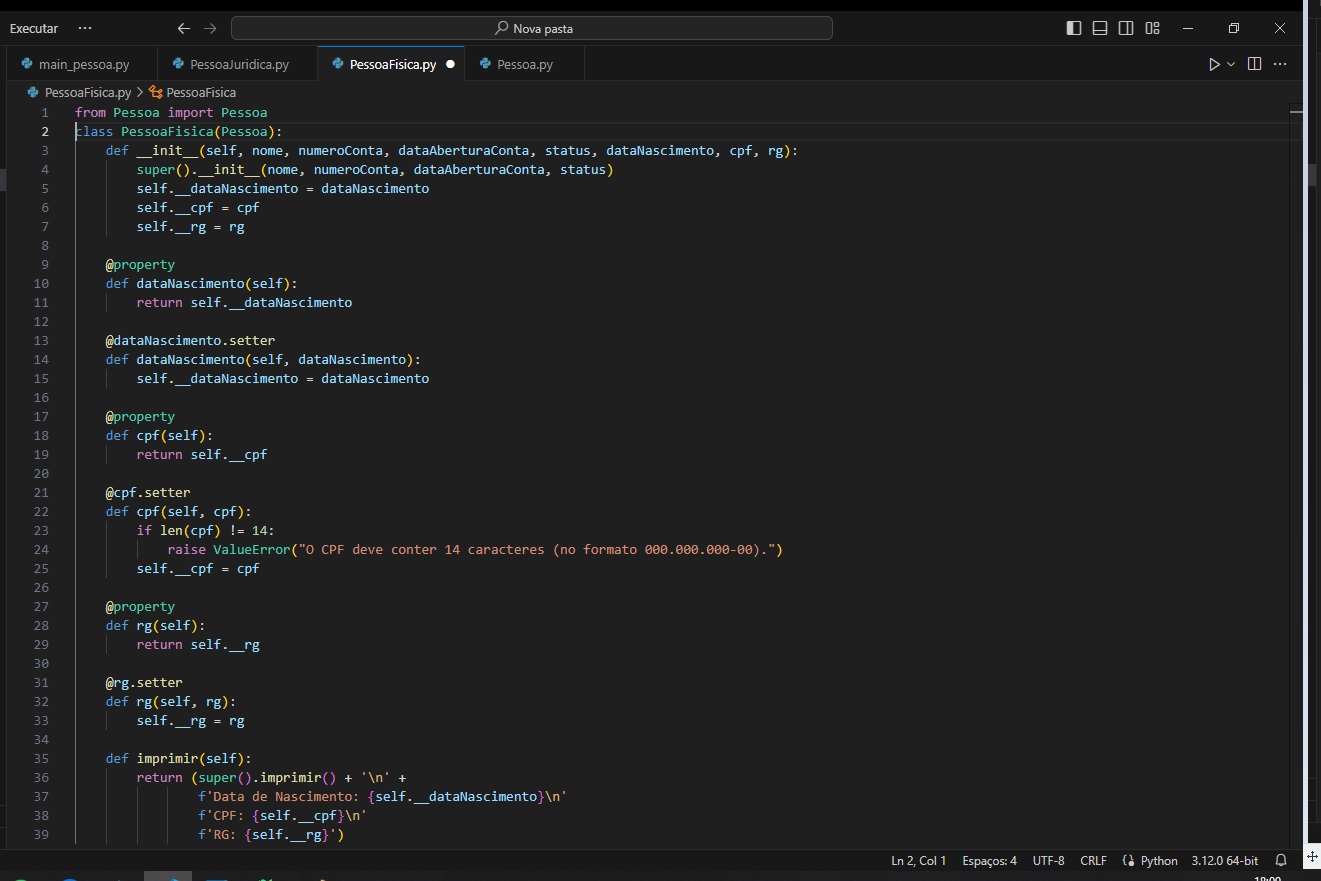 Executar ··· Nova pasta
main_pessoa.py PessoaJuridica.py PessoaFisica.py Pessoa.py
PessoaFisica.py > PessoaFisica
1 from Pessoa import Pessoa
2 class PessoaFisica(Pessoa):
3     def __init__(self, nome, numeroConta, dataAberturaConta, status, dataNascimento, cpf, rg):
4         super().__init__(nome, numeroConta, dataAberturaConta, status)
5         self.__dataNascimento = dataNascimento
6         self.__cpf = cpf
7         self.__rg = rg
8
9     @property
10     def dataNascimento(self):
11         return self.__dataNascimento
12
13     @dataNascimento.setter
14     def dataNascimento(self, dataNascimento):
15         self.__dataNascimento = dataNascimento
16
17     @property
18     def cpf(self):
19         return self.__cpf
20
21     @cpf.setter
22     def cpf(self, cpf):
23         if len(cpf) != 14:
24             raise ValueError("O CPF deve conter 14 caracteres (no formato 000.000.000-00).")
25         self.__cpf = cpf
26
27     @property
28     def rg(self):
29         return self.__rg
30
31     @rg.setter
32     def rg(self, rg):
33         self.__rg = rg
34
35     def imprimir(self):
36         return (super().imprimir() + '\n' +
37                 f'Data de Nascimento: {self.__dataNascimento}\n'
38                 f'CPF: {self.__cpf}\n'
39                 f'RG: {self.__rg}')
Ln 2, Col 1 Espaços: 4 UTF-8 CRLF Python 3.12.0 64-bit